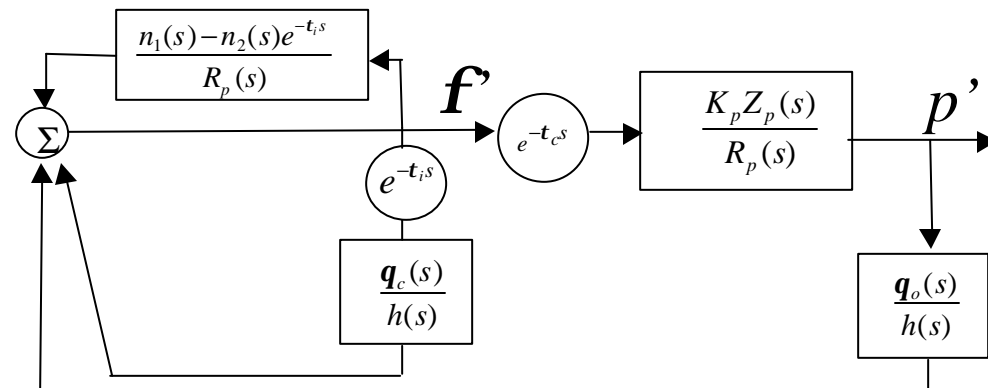 n₁(s) − n₂(s)e^{−t_i s}
R_p(s)
Σ
f’
e^{−t_c s}
K_p Z_p(s)
R_p(s)
p’
e^{−t_i s}
q_c(s)
h(s)
q_o(s)
h(s)